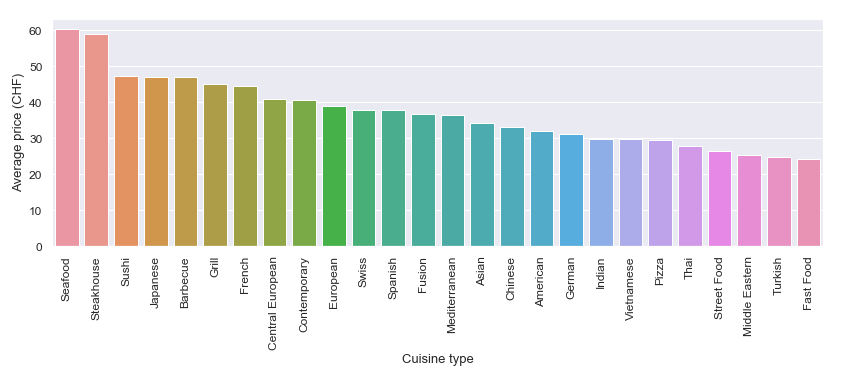 Average price (CHF)
60
50
40
30
20
10
0
Seafood
Steakhouse
Sushi
Japanese
Barbecue
Grill
French
Central European
Contemporary
European
Swiss
Spanish
Fusion
Mediterranean
Asian
Chinese
American
German
Indian
Vietnamese
Pizza
Thai
Street Food
Middle Eastern
Turkish
Fast Food
Cuisine type